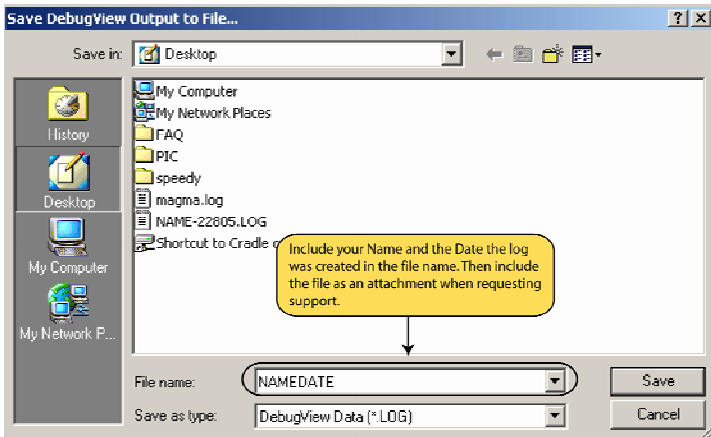 Save DebugView Output to File...
Save in:
Desktop
History
Desktop
My Computer
My Network P...
My Computer
My Network Places
FAQ
PIC
speedy
magma.log
NAME-22805.LOG
Shortcut to Cradle
Include your Name and the Date the log
was created in the file name. Then include
the file as an attachment when requesting
support.
File name:
NAMEDATE
Save
Save as type:
DebugView Data (*.LOG)
Cancel